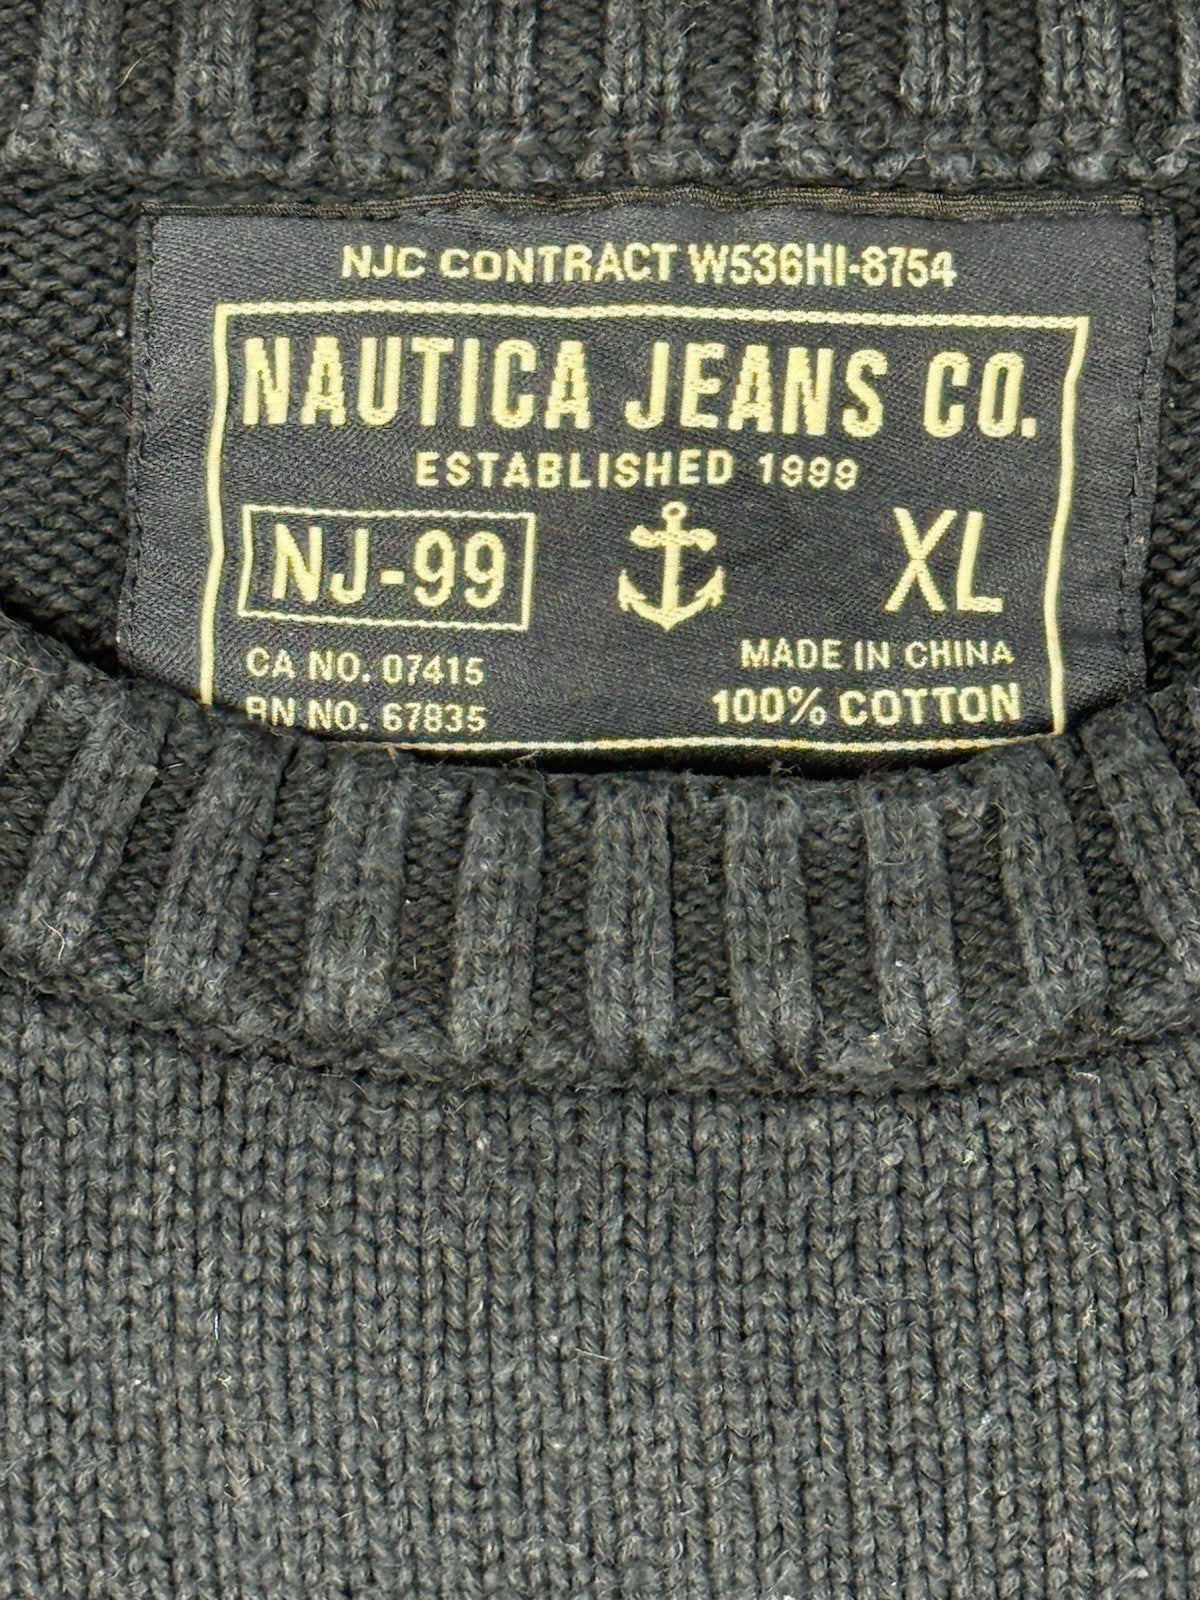 NJC CONTRACT W536HI-8754
NAUTICA JEANS CO.
ESTABLISHED 1999
NJ-99
XL
CA NO. 07415
RN NO. 67835
MADE IN CHINA
100% COTTON